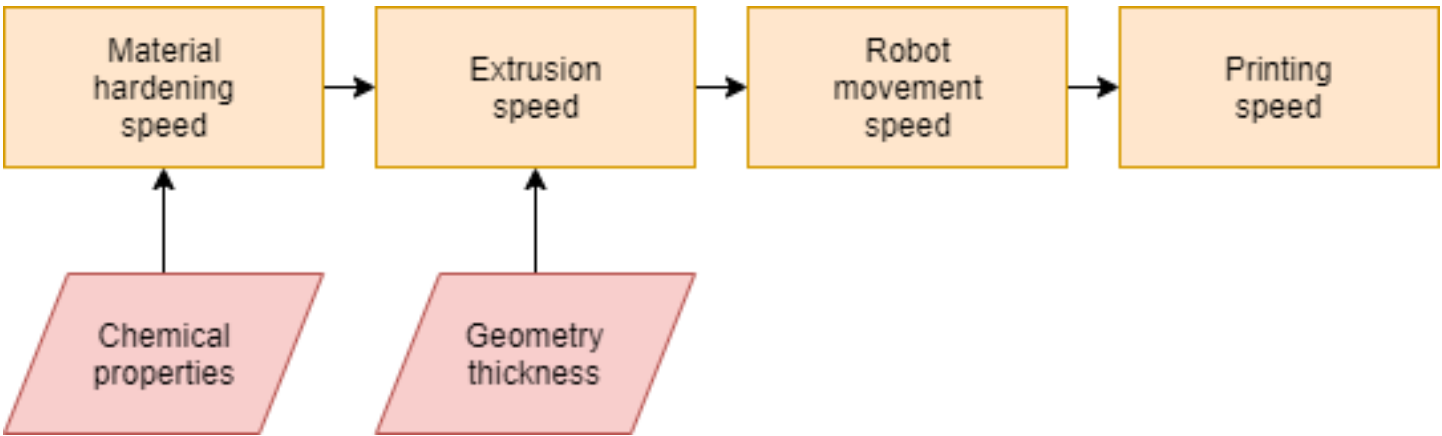 Material
hardening
speed
Extrusion
speed
Robot
movement
speed
Printing
speed
Chemical
properties
Geometry
thickness